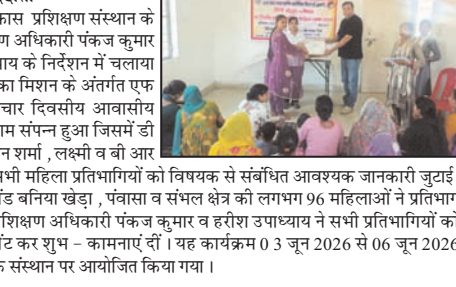 कास प्रशिक्षण संस्थान के
ण अधिकारी पंकज कुमार
ाय के निर्देशन में चलाया
का मिशन के अंतर्गत एफ
चार दिवसीय आवासीय
म संपन्न हुआ जिसमें डी
न शर्मा , लक्ष्मी व बी आर
भी महिला प्रतिभागियों को विषयक से संबंधित आवश्यक जानकारी जुटाई
ंड बनिया खेड़ा , पंवासा व संभल क्षेत्र की लगभग 96 महिलाओं ने प्रतिभाग
शिक्षण अधिकारी पंकज कुमार व हरीश उपाध्याय ने सभी प्रतिभागियों को
ंट कर शुभ – कामनाएं दीं । यह कार्यक्रम 0 3 जून 2026 से 06 जून 2026
क संस्थान पर आयोजित किया गया ।